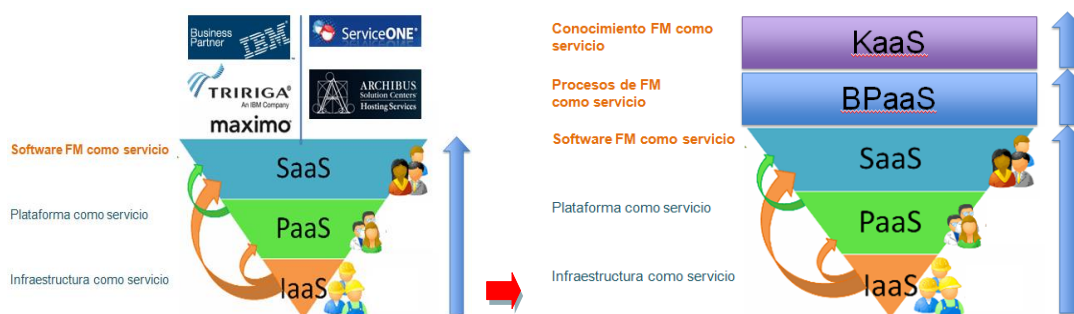 Business
Partner
IBM
ServiceONE®
TRIRIGA®
An IBM Company
maximo
ARCHIBUS
Solution Centers
Hosting Services
Software FM como servicio
SaaS
Plataforma como servicio
PaaS
Infraestructura como servicio
IaaS
Conocimiento FM como
servicio
KaaS
Procesos de FM
como servicio
BPaaS
Software FM como servicio
SaaS
Plataforma como servicio
PaaS
Infraestructura como servicio
IaaS